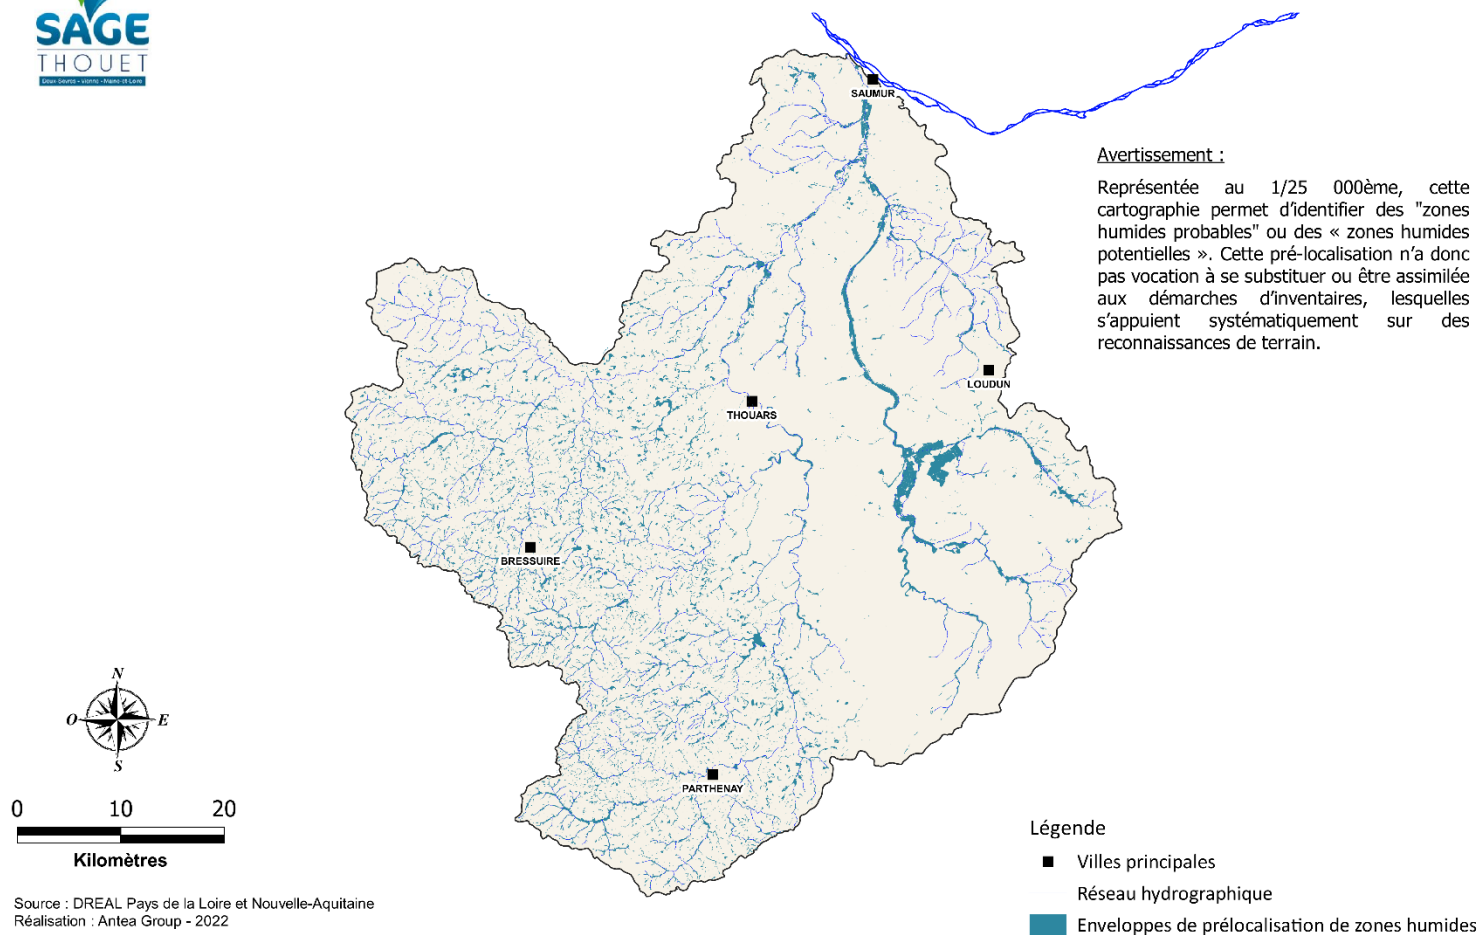 SAGE
THOUET
Deux-Sèvres - Vienne - Maine-et-Loire
SAUMUR
Avertissement :
Représentée au 1/25 000ème, cette
cartographie permet d'identifier des "zones
humides probables" ou des « zones humides
potentielles ». Cette pré-localisation n'a donc
pas vocation à se substituer ou être assimilée
aux démarches d'inventaires, lesquelles
s'appuient systématiquement sur des
reconnaissances de terrain.
LOUDUN
THOUARS
BRESSUIRE
PARTHENAY
N
O
E
S
0 10 20
Kilomètres
Source : DREAL Pays de la Loire et Nouvelle-Aquitaine
Réalisation : Antea Group - 2022
Légende
Villes principales
Réseau hydrographique
Enveloppes de prélocalisation de zones humides